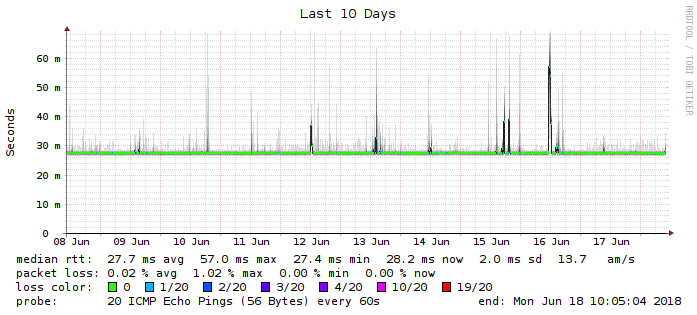 Last 10 Days
RRDTOOL / TOBI OETIKER
Seconds
60 m
50 m
40 m
30 m
20 m
10 m
0
08 Jun 09 Jun 10 Jun 11 Jun 12 Jun 13 Jun 14 Jun 15 Jun 16 Jun 17 Jun
median rtt: 27.7 ms avg 57.0 ms max 27.4 ms min 28.2 ms now 2.0 ms sd 13.7 am/s
packet loss: 0.02 % avg 1.02 % max 0.00 % min 0.00 % now
loss color: 0 1/20 2/20 3/20 4/20 10/20 19/20
probe: 20 ICMP Echo Pings (56 Bytes) every 60s end: Mon Jun 18 10:05:04 2018